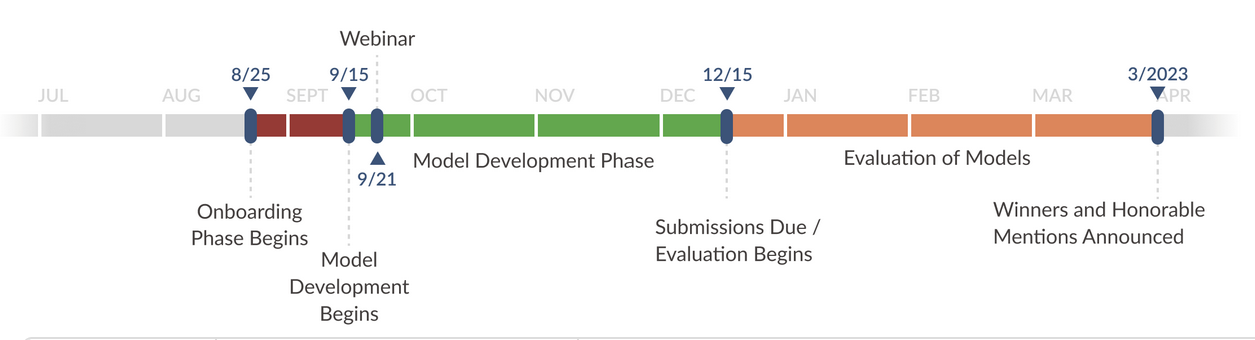 Webinar
8/25
9/15
12/15
3/2023
JUL
AUG
SEPT
OCT
NOV
DEC
JAN
FEB
MAR
APR
Model Development Phase
Evaluation of Models
9/21
Onboarding
Phase Begins
Model
Development
Begins
Submissions Due /
Evaluation Begins
Winners and Honorable
Mentions Announced